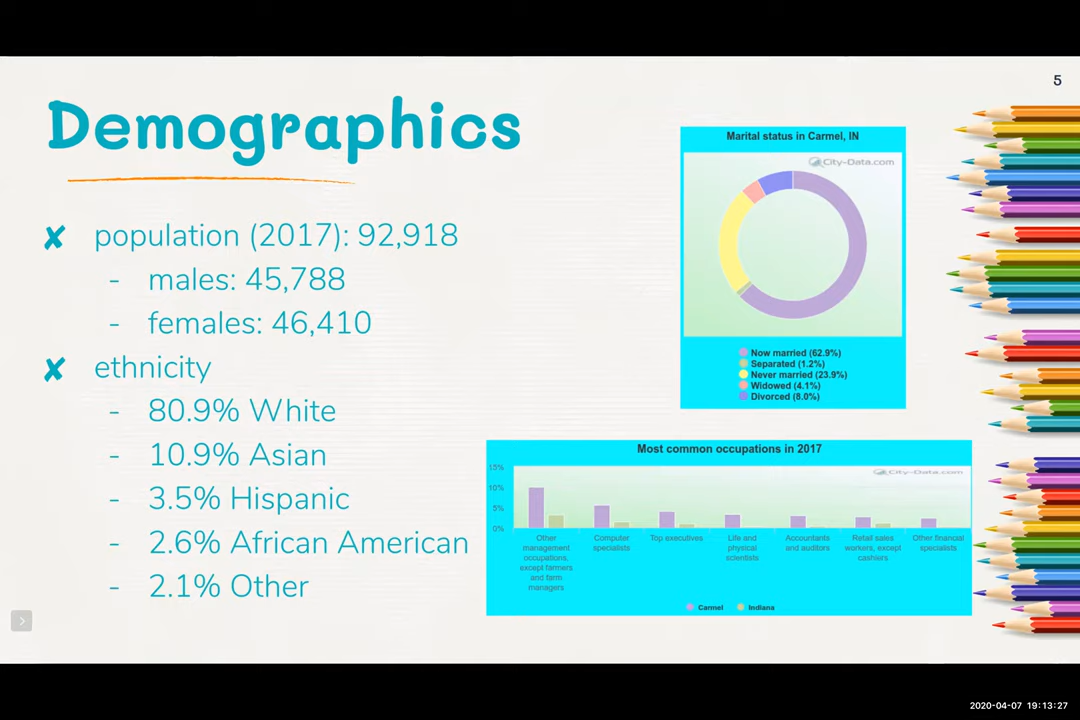 5
Demographics
✘ population (2017): 92,918
- males: 45,788
- females: 46,410
✘ ethnicity
- 80.9% White
- 10.9% Asian
- 3.5% Hispanic
- 2.6% African American
- 2.1% Other
Marital status in Carmel, IN
City-Data.com
Now married (62.9%)
Separated (1.2%)
Never married (23.9%)
Widowed (4.1%)
Divorced (8.0%)
Most common occupations in 2017
City-Data.com
15%
10%
5%
0%
Other
management
occupations,
except farmers
and farm
managers
Computer
specialists
Top executives
Life and
physical
scientists
Accountants
and auditors
Retail sales
workers, except
cashiers
Other financial
specialists
Carmel
Indiana
2020-04-07 19:13:27